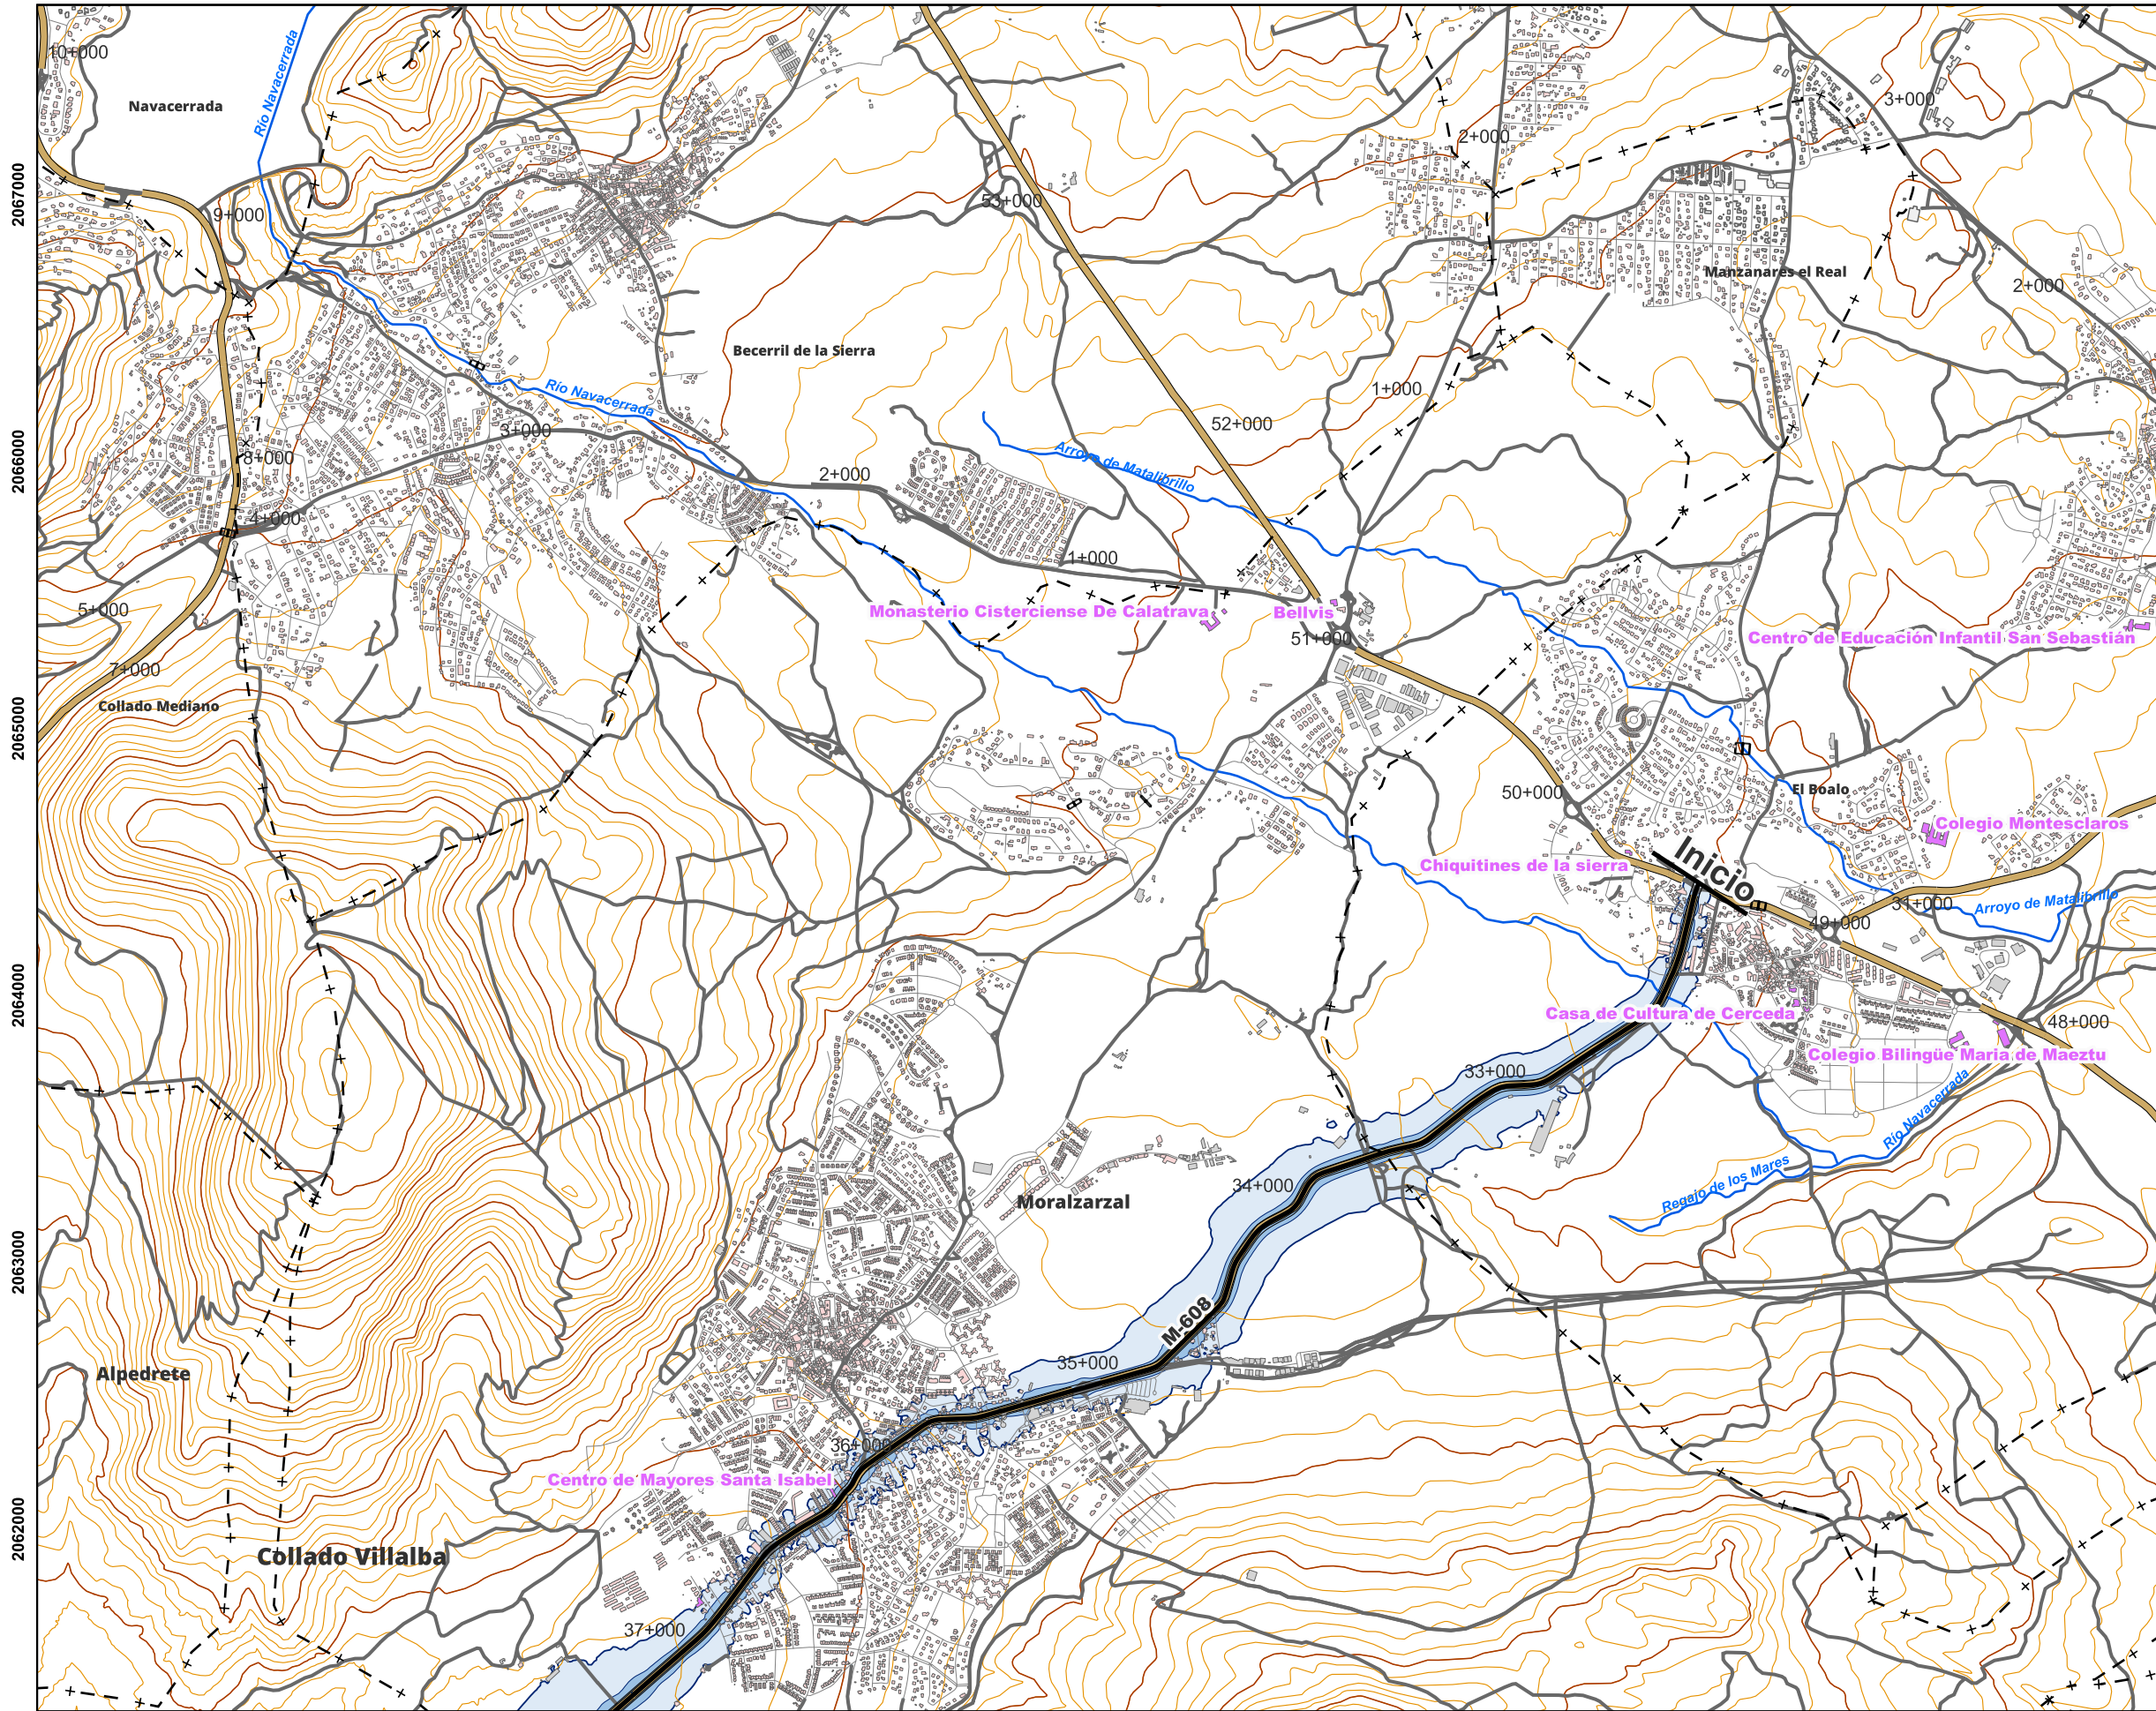 10+000
Río Navacerrada
Navacerrada
3+000
2+000
2067000
9+000
53+000
Manzanares el Real
2+000
Becerril de la Sierra
Río Navacerrada
1+000
52+000
3+000
2066000
8+000
2+000
Arroyo de Matalibrillo
4+000
1+000
5+000
Monasterio Cisterciense De Calatrava
Bellvis
51+000
Centro de Educación Infantil San Sebastián
7+000
Collado Mediano
2065000
50+000
El Boalo
Colegio Montesclaros
Chiquitines de la sierra
Inicio
31+000
Arroyo de Matalibrillo
49+000
2064000
Casa de Cultura de Cerceda
48+000
Colegio Bilingüe Maria de Maeztu
33+000
Río Navacerrada
Regajo de los Mares
34+000
Moralzarzal
2063000
M-608
35+000
Alpedrete
36+000
Centro de Mayores Santa Isabel
2062000
Collado Villalba
37+000